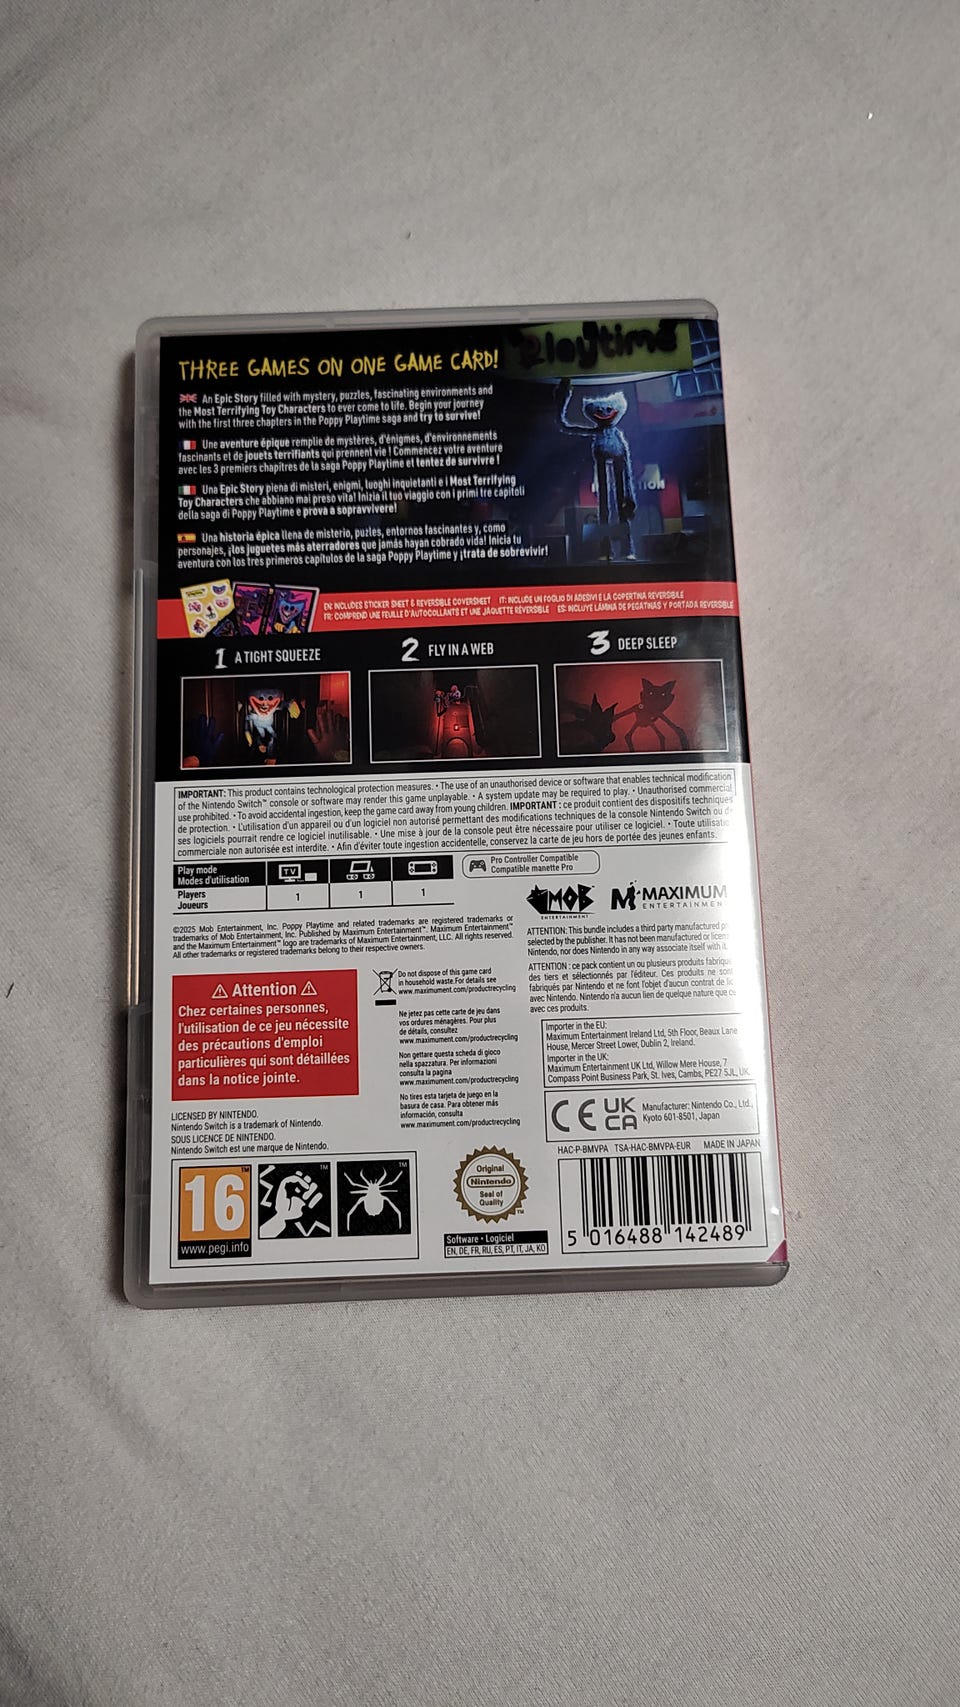 Playtime
THREE GAMES ON ONE GAME CARD!
An Epic Story filled with mystery, puzzles, fascinating environments and
the Most Terrifying Toy Characters to ever come to life. Begin your journey
with the first three chapters in the Poppy Playtime saga and try to survive!
Une aventure épique remplie de mystères, d'énigmes, d'environnements
fascinants et de jouets terrifiants qui prennent vie ! Commencez votre aventure
avec les 3 premiers chapitres de la saga Poppy Playtime et tentez de survivre !
Una Epic Story piena di misteri, enigmi, luoghi inquietanti e i Most Terrifying
Toy Characters che abbiano mai preso vita! Inizia il tuo viaggio con i primi tre capitoli
della saga di Poppy Playtime e prova a sopravvivere!
Una historia épica llena de misterio, puzles, entornos fascinantes y, como
personajes, ¡los juguetes más aterradores que jamás hayan cobrado vida! Inicia tu
aventura con los tres primeros capítulos de la saga Poppy Playtime y ¡trata de sobrevivir!
EN: INCLUDES STICKER SHEET & REVERSIBLE COVERSHEET IT: INCLUDE UN FOGLIO DI ADESIVI E LA COPERTINA REVERSIBILE
FR: COMPREND UNE FEUILLE D'AUTOCOLLANTS ET UNE JAQUETTE RÉVERSIBLE ES: INCLUYE LÁMINA DE PEGATINAS Y PORTADA REVERSIBLE
1 A TIGHT SQUEEZE
2 FLY IN A WEB
3 DEEP SLEEP
IMPORTANT: This product contains technological protection measures. • The use of an unauthorised device or software that enables technical modification
of the Nintendo Switch™ console or software may render this game unplayable. • A system update may be required to play. • Unauthorised commercial
use prohibited. • To avoid accidental ingestion, keep the game card away from young children. IMPORTANT : ce produit contient des dispositifs techniques
de protection. • L'utilisation d'un appareil ou d'un logiciel non autorisé permettant des modifications techniques de la console Nintendo Switch ou de
ses logiciels pourrait rendre ce logiciel inutilisable. • Une mise à jour de la console peut être nécessaire pour utiliser ce logiciel. • Toute utilisation
commerciale non autorisée est interdite. • Afin d'éviter toute ingestion accidentelle, conservez la carte de jeu hors de portée des jeunes enfants.
Play mode
Modes d'utilisation
TV
Players
Joueurs
1
1
1
Pro Controller Compatible
Compatible manette Pro
MOB
ENTERTAINMENT
M MAXIMUM
ENTERTAINMEN
©2025 Mob Entertainment, Inc. Poppy Playtime and related trademarks are registered trademarks or
trademarks of Mob Entertainment, Inc. Published by Maximum Entertainment™. Maximum Entertainment™
and the Maximum Entertainment™ logo are trademarks of Maximum Entertainment, LLC. All rights reserved.
All other trademarks or registered trademarks belong to their respective owners.
ATTENTION: This bundle includes a third party manufactured
selected by the publisher. It has not been manufactured or
Nintendo, nor does Nintendo in any way associate itself with it.
ATTENTION : ce pack contient un ou plusieurs produits
des tiers et sélectionnés par l'éditeur. Ces produits ne sont
fabriqués par Nintendo et ne font l'objet d'aucun contrat de
avec Nintendo. Nintendo n'a aucun lien de quelque nature que
avec ces produits.
⚠ Attention ⚠
Chez certaines personnes,
l'utilisation de ce jeu nécessite
des précautions d'emploi
particulières qui sont détaillées
dans la notice jointe.
Do not dispose of this game card
in household waste. For details see
www.maximument.com/productrecycling
Ne jetez pas cette carte de jeu dans
vos ordures ménagères. Pour plus
de détails, consultez
www.maximument.com/productrecycling
Non gettare questa scheda di gioco
nella spazzatura. Per informazioni
consulta la pagina
www.maximument.com/productrecycling
No tires esta tarjeta de juego en la
basura de casa. Para obtener más
información, consulta
www.maximument.com/productrecycling
Importer in the EU:
Maximum Entertainment Ireland Ltd, 5th Floor, Beaux Lane
House, Mercer Street Lower, Dublin 2, Ireland.
Importer in the UK:
Maximum Entertainment UK Ltd, Willow Mere House, 7
Compass Point Business Park, St. Ives, Cambs, PE27 5JL, UK.
CE UK
CA
Manufacturer: Nintendo Co., Ltd.,
Kyoto 601-8501, Japan
LICENSED BY NINTENDO.
Nintendo Switch is a trademark of Nintendo.
SOUS LICENCE DE NINTENDO.
Nintendo Switch est une marque de Nintendo.
HAC-P-BMVPA TSA-HAC-BMVPA-EUR MADE IN JAPAN
16
www.pegi.info
Original
Nintendo
Seal of
Quality
Software • Logiciel
EN, DE, FR, RU, ES, PT, IT, JA, KO
5 016488 142489